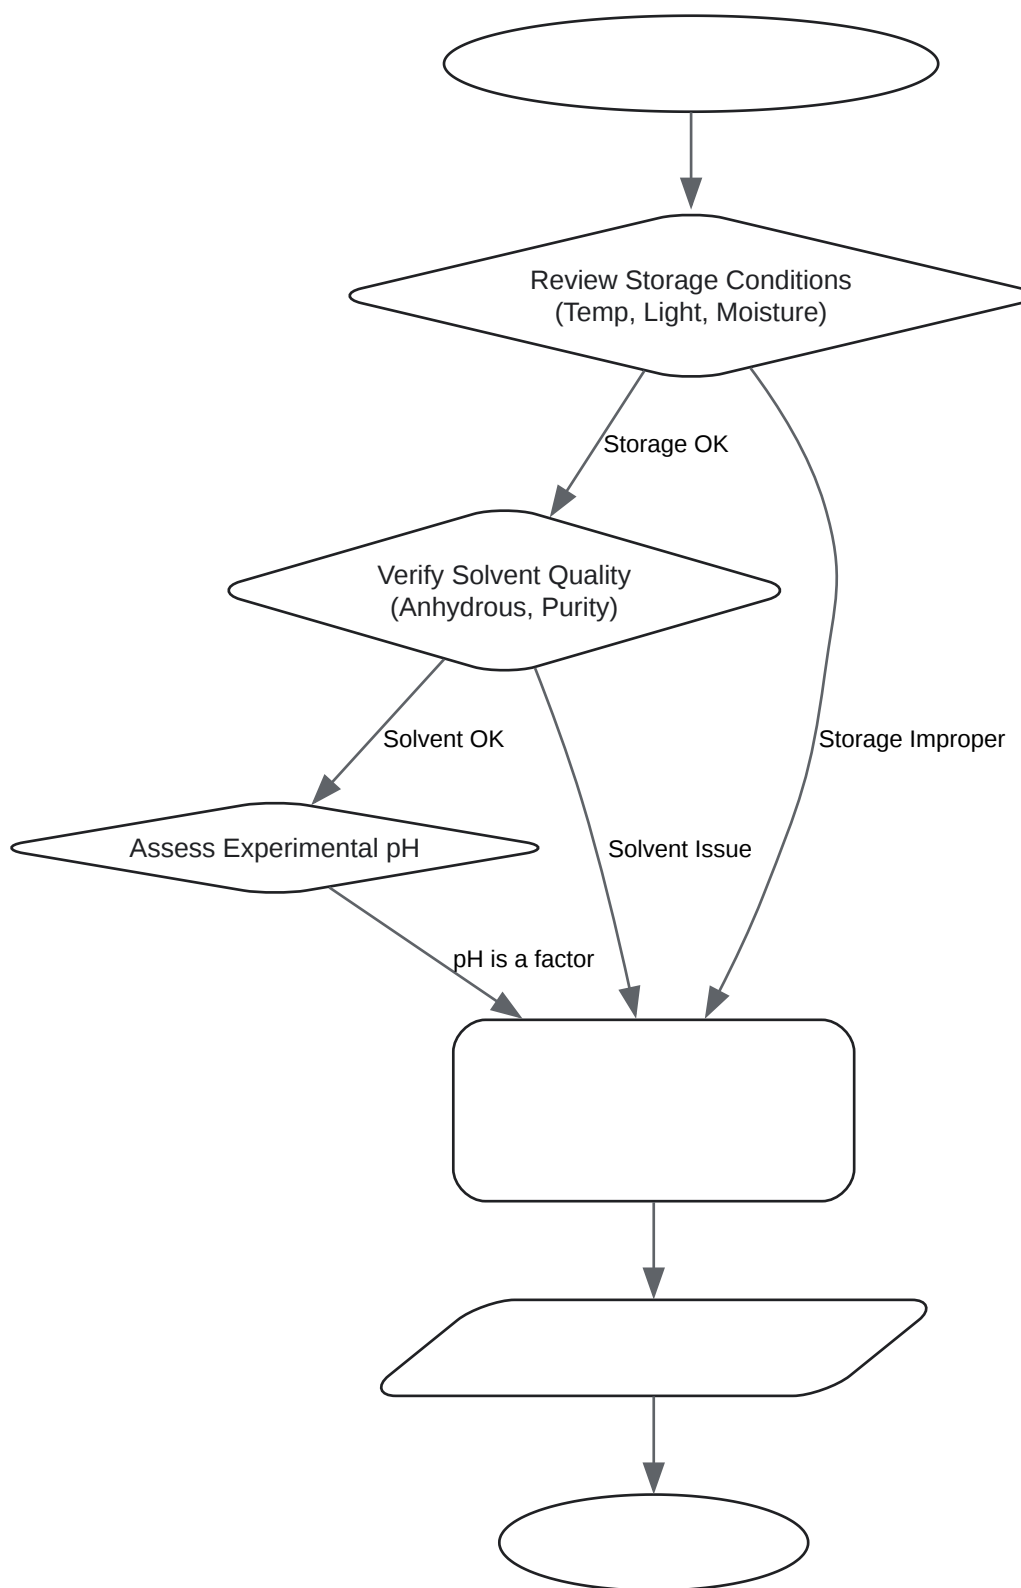 Review Storage Conditions
(Temp, Light, Moisture)
Storage OK
Verify Solvent Quality
(Anhydrous, Purity)
Solvent OK
Storage Improper
Assess Experimental pH
Solvent Issue
pH is a factor